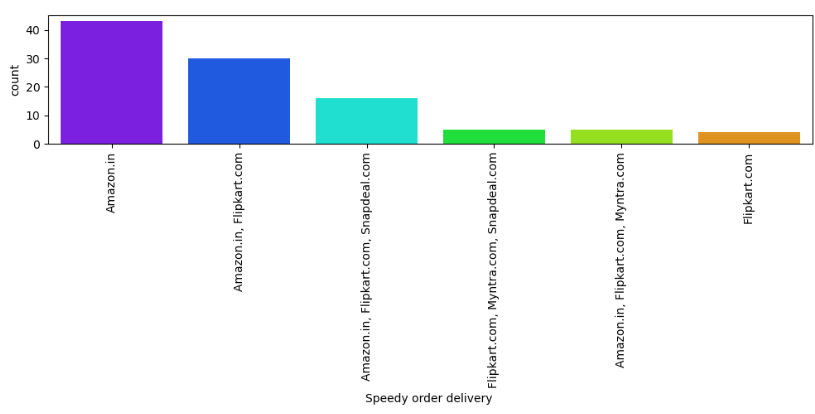 40
30
20
10
0
count
Amazon.in
Amazon.in, Flipkart.com
Amazon.in, Flipkart.com, Snapdeal.com
Flipkart.com, Myntra.com, Snapdeal.com
Amazon.in, Flipkart.com, Myntra.com
Flipkart.com
Speedy order delivery